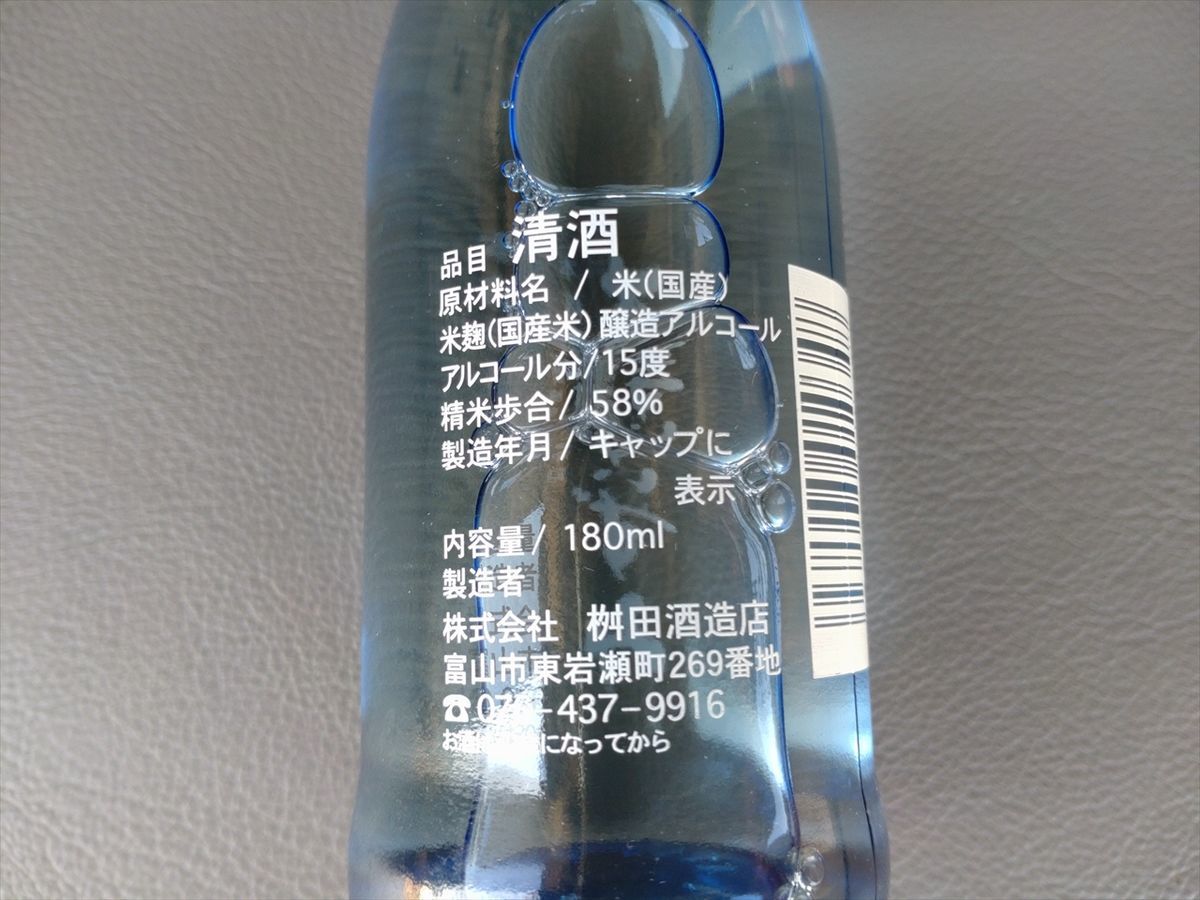 品目 清酒
原材料名 / 米(国産)
米麹(国産米) 醸造アルコール
アルコール分/15度
精米歩合/ 58%
製造年月/ キャップに
表示
内容量/ 180ml
製造者
株式会社 桝田酒造店
富山市東岩瀬町269番地
☎076-437-9916
になってから